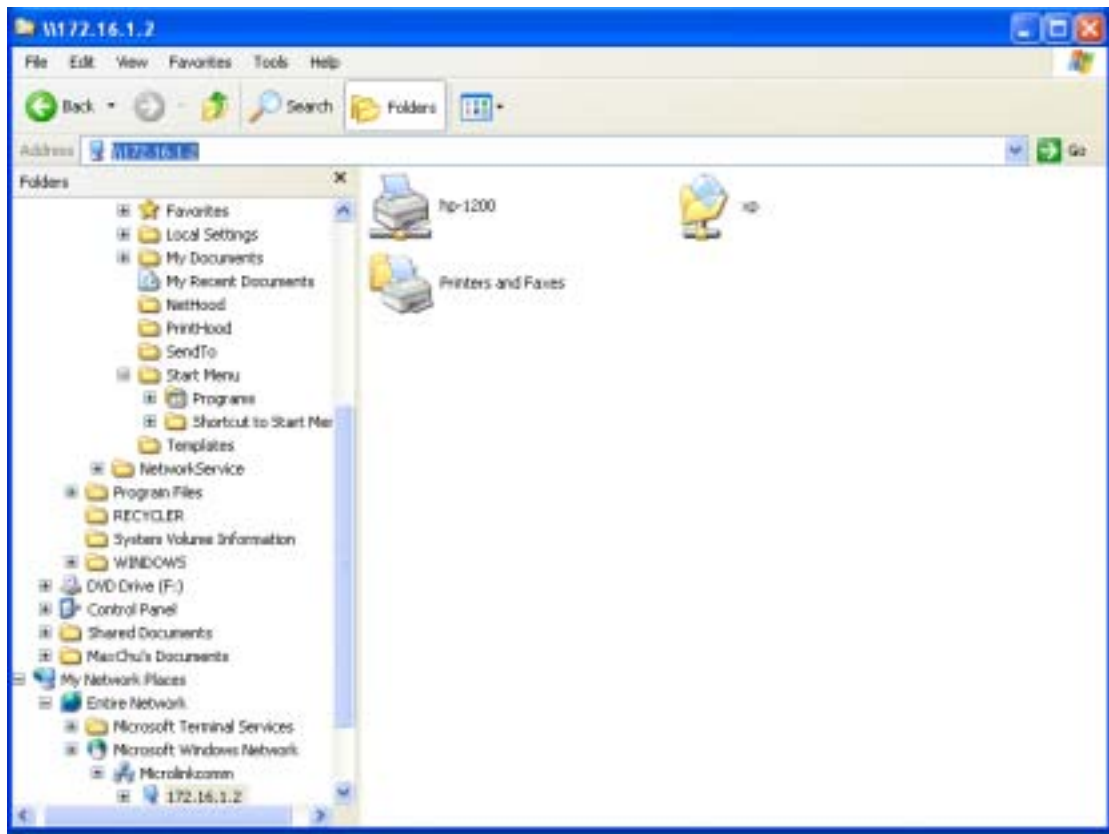 \\172.16.1.2
File Edit View Favorites Tools Help
Back Search Folders
Address \\172.16.1.2 Go
Folders
Favorites
Local Settings
My Documents
My Recent Documents
NetHood
PrintHood
SendTo
Start Menu
Programs
Shortcut to Start Mer
Templates
NetworkService
Program Files
RECYCLER
System Volume Information
WINDOWS
DVD Drive (F:)
Control Panel
Shared Documents
MaxChu's Documents
My Network Places
Entire Network
Microsoft Terminal Services
Microsoft Windows Network
Microlinkcomm
172.16.1.2
hp-1200 xp
Printers and Faxes